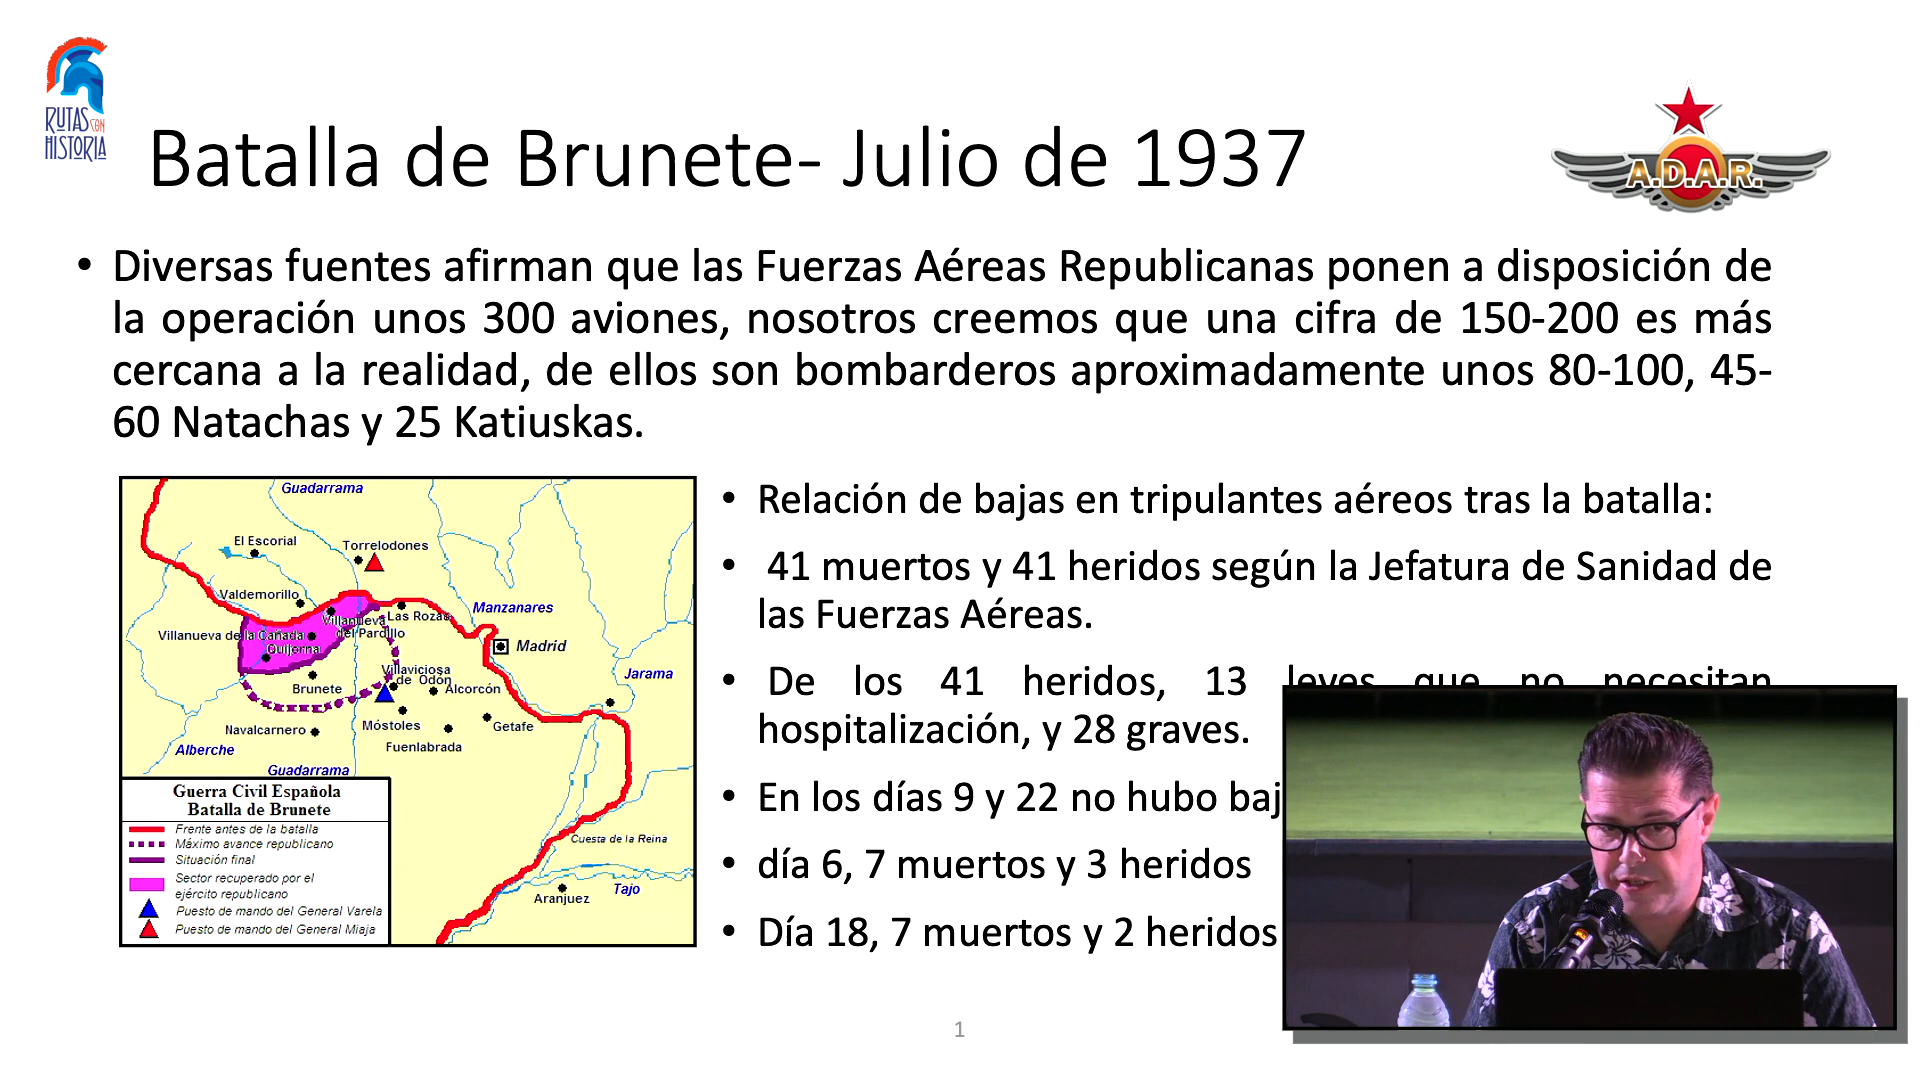 RUTAS CON
HISTORIA
Batalla de Brunete- Julio de 1937
A.D.A.R.
• Diversas fuentes afirman que las Fuerzas Aéreas Republicanas ponen a disposición de
la operación unos 300 aviones, nosotros creemos que una cifra de 150-200 es más
cercana a la realidad, de ellos son bombarderos aproximadamente unos 80-100, 45-
60 Natachas y 25 Katiuskas.
Guadarrama
El Escorial
Torrelodones
Valdemorillo
Manzanares
Las Rozas
Villanueva
del Pardillo
Villanueva de la Cañada
Quijorna
Madrid
Villaviciosa
de Odón
Jarama
Brunete
Alcorcón
Navalcarnero
Móstoles
Getafe
Fuenlabrada
Alberche
Guadarrama
Cuesta de la Reina
Tajo
Aranjuez
Guerra Civil Española
Batalla de Brunete
Frente antes de la batalla
Máximo avance republicano
Situación final
Sector recuperado por el
ejército republicano
Puesto de mando del General Varela
Puesto de mando del General Miaja
• Relación de bajas en tripulantes aéreos tras la batalla:
• 41 muertos y 41 heridos según la Jefatura de Sanidad de
las Fuerzas Aéreas.
• De los 41 heridos, 13 leves que no necesitan
hospitalización, y 28 graves.
• En los días 9 y 22 no hubo baj
• día 6, 7 muertos y 3 heridos
• Día 18, 7 muertos y 2 heridos
1